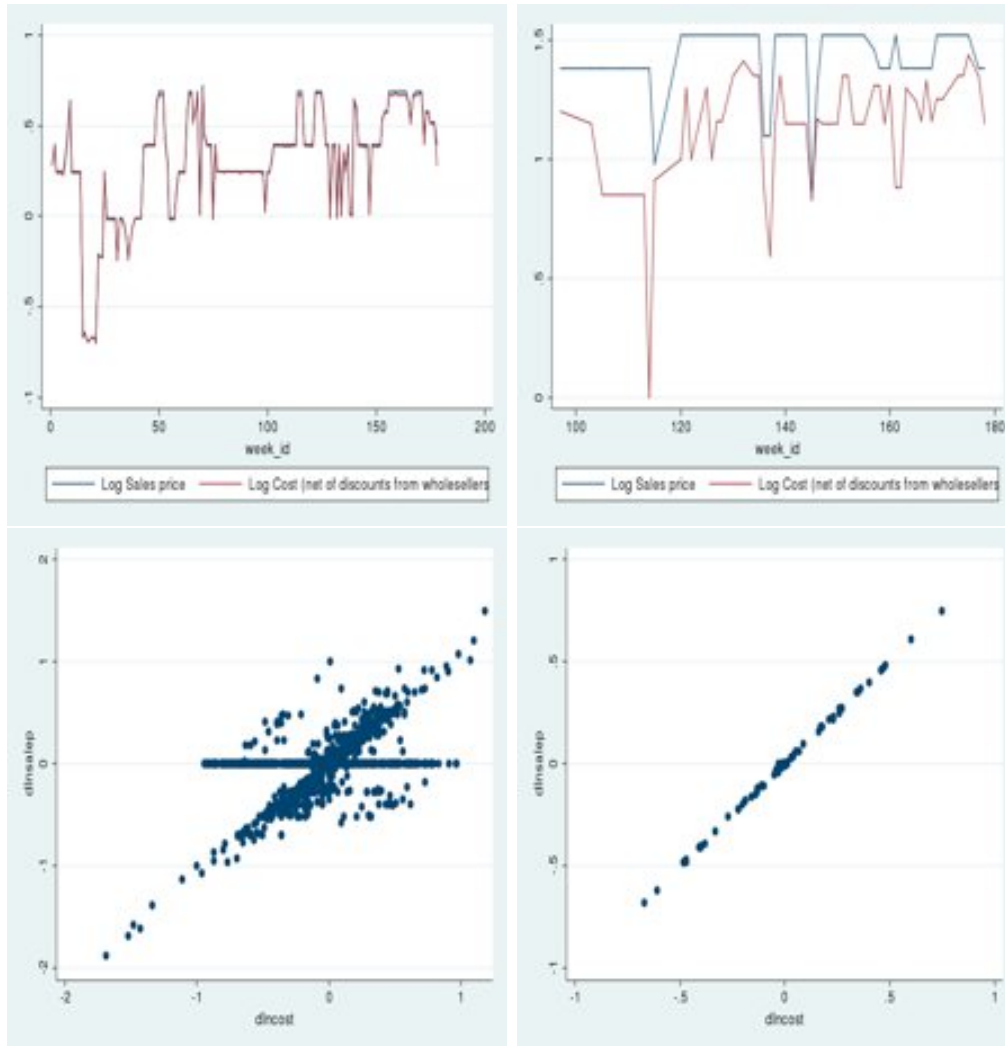 1
.5
0
-.5
-1
0 50 100 150 200
week_id
Log Sales price Log Cost (net of discounts from wholesellers
1.5
1
.5
0
100 120 140 160 180
week_id
Log Sales price Log Cost (net of discounts from wholesellers
2
1
0
-1
-2
dlnsalep
-2 -1 0 1
dlncost
1
.5
0
-.5
-1
dlnsalep
-1 -.5 0 .5 1
dlncost